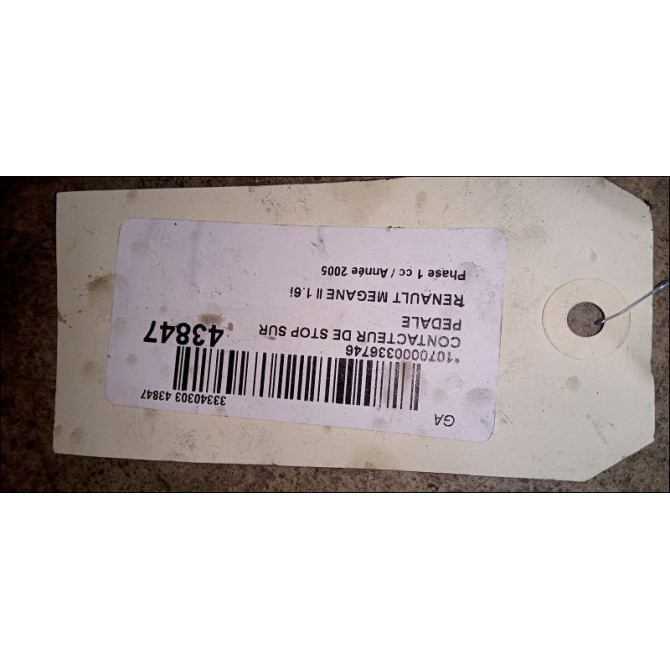 GA
33340303 43847
*1070000336746
CONTACTEUR DE STOP SUR
PEDALE
43847
RENAULT MEGANE II 1.6i
Phase 1 cc / Année 2005